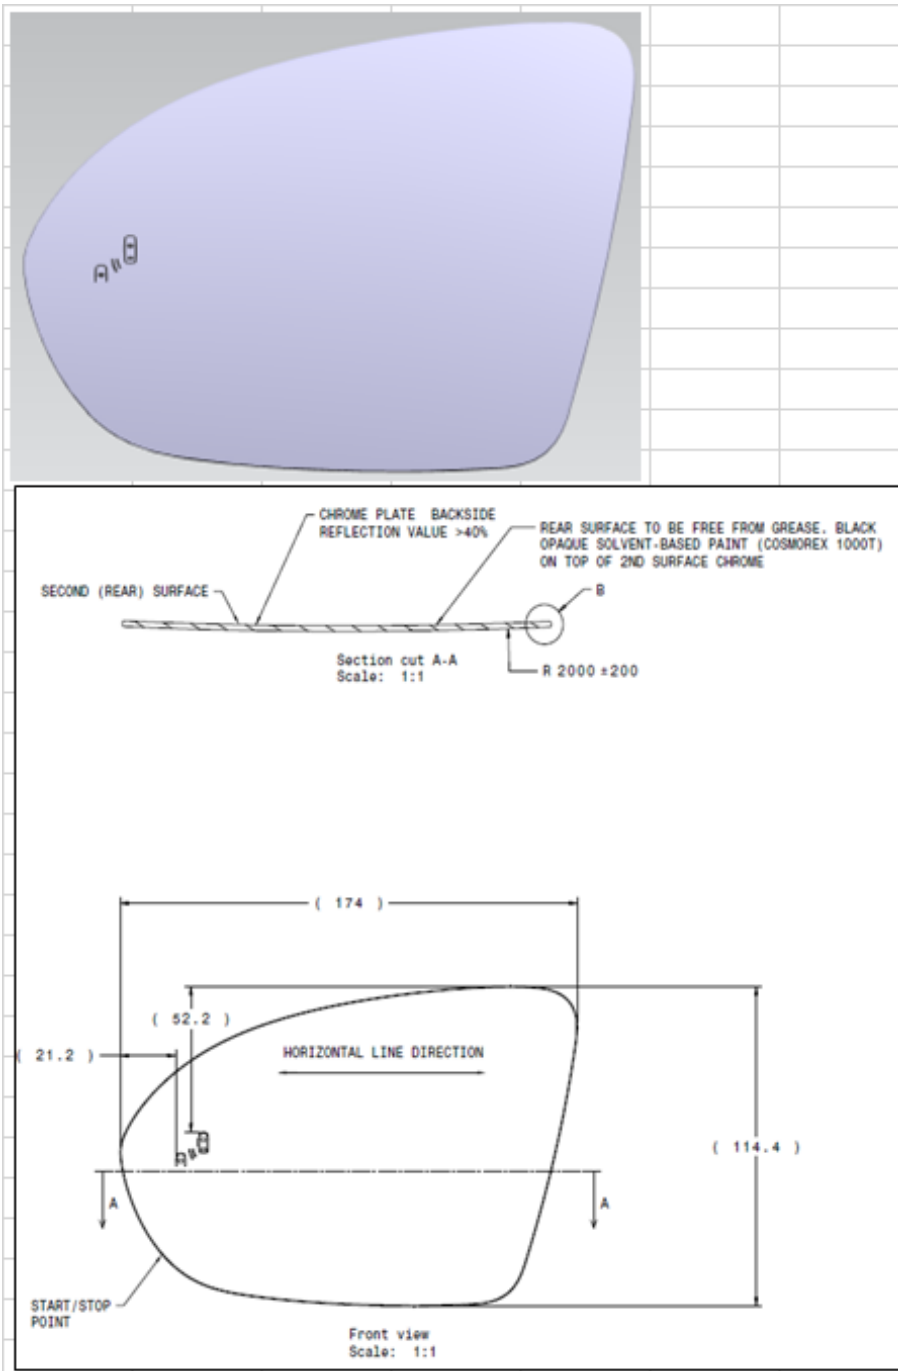 CHROME PLATE BACKSIDE
REFLECTION VALUE >40%
REAR SURFACE TO BE FREE FROM GREASE. BLACK
OPAQUE SOLVENT-BASED PAINT (COSMOREX 1000T)
ON TOP OF 2ND SURFACE CHROME
SECOND (REAR) SURFACE
B
Section cut A-A
Scale: 1:1
R 2000 ±200
( 174 )
( 52.2 )
( 21.2 )
HORIZONTAL LINE DIRECTION
( 114.4 )
A
A
START/STOP
POINT
Front view
Scale: 1:1